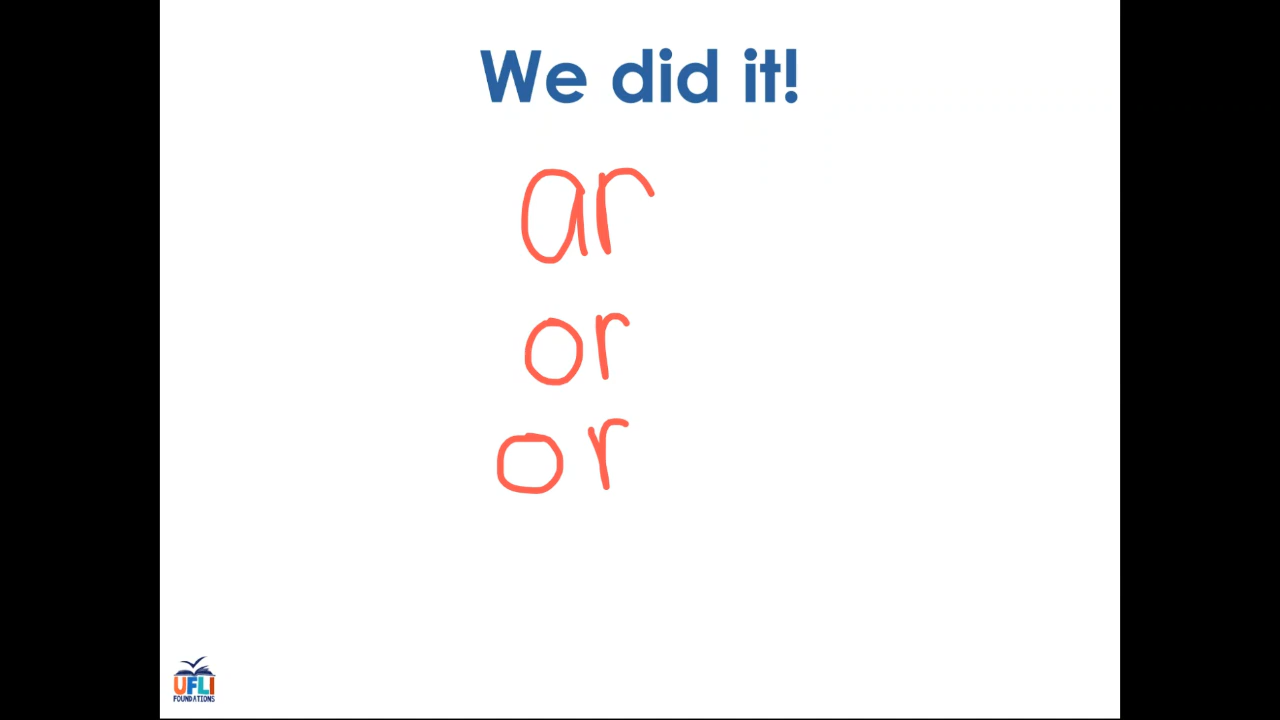 We did it!
ar
or
or
UFLI
FOUNDATIONS